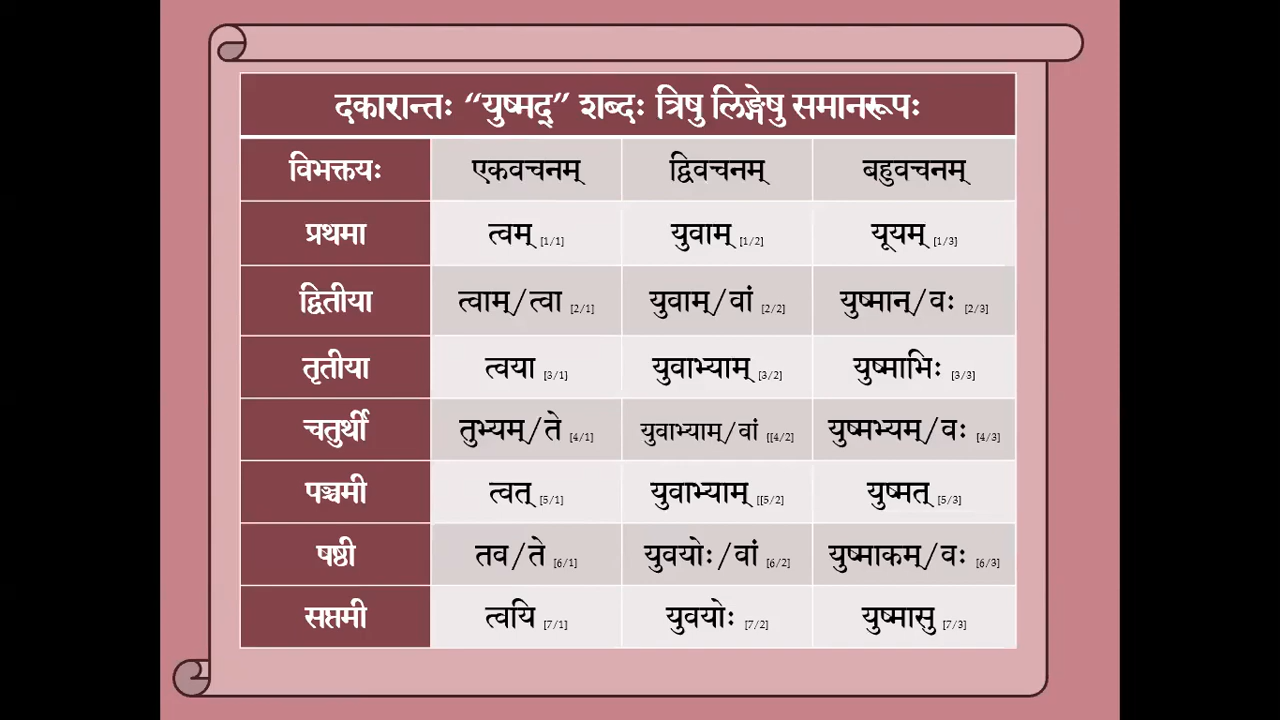 दकारान्तः “युष्मद्” शब्दः त्रिषु लिङ्गेषु समानरूपः
विभक्तयः एकवचनम् द्विवचनम् बहुवचनम्
प्रथमा त्वम् [1/1] युवाम् [1/2] यूयम् [1/3]
द्वितीया त्वाम्/त्वा [2/1] युवाम्/वां [2/2] युष्मान्/वः [2/3]
तृतीया त्वया [3/1] युवाभ्याम् [3/2] युष्माभिः [3/3]
चतुर्थी तुभ्यम्/ते [4/1] युवाभ्याम्/वां [[4/2] युष्मभ्यम्/वः [4/3]
पञ्चमी त्वत् [5/1] युवाभ्याम् [[5/2] युष्मत् [5/3]
षष्ठी तव/ते [6/1] युवयोः/वां [6/2] युष्माकम्/वः [6/3]
सप्तमी त्वयि [7/1] युवयोः [7/2] युष्मासु [7/3]